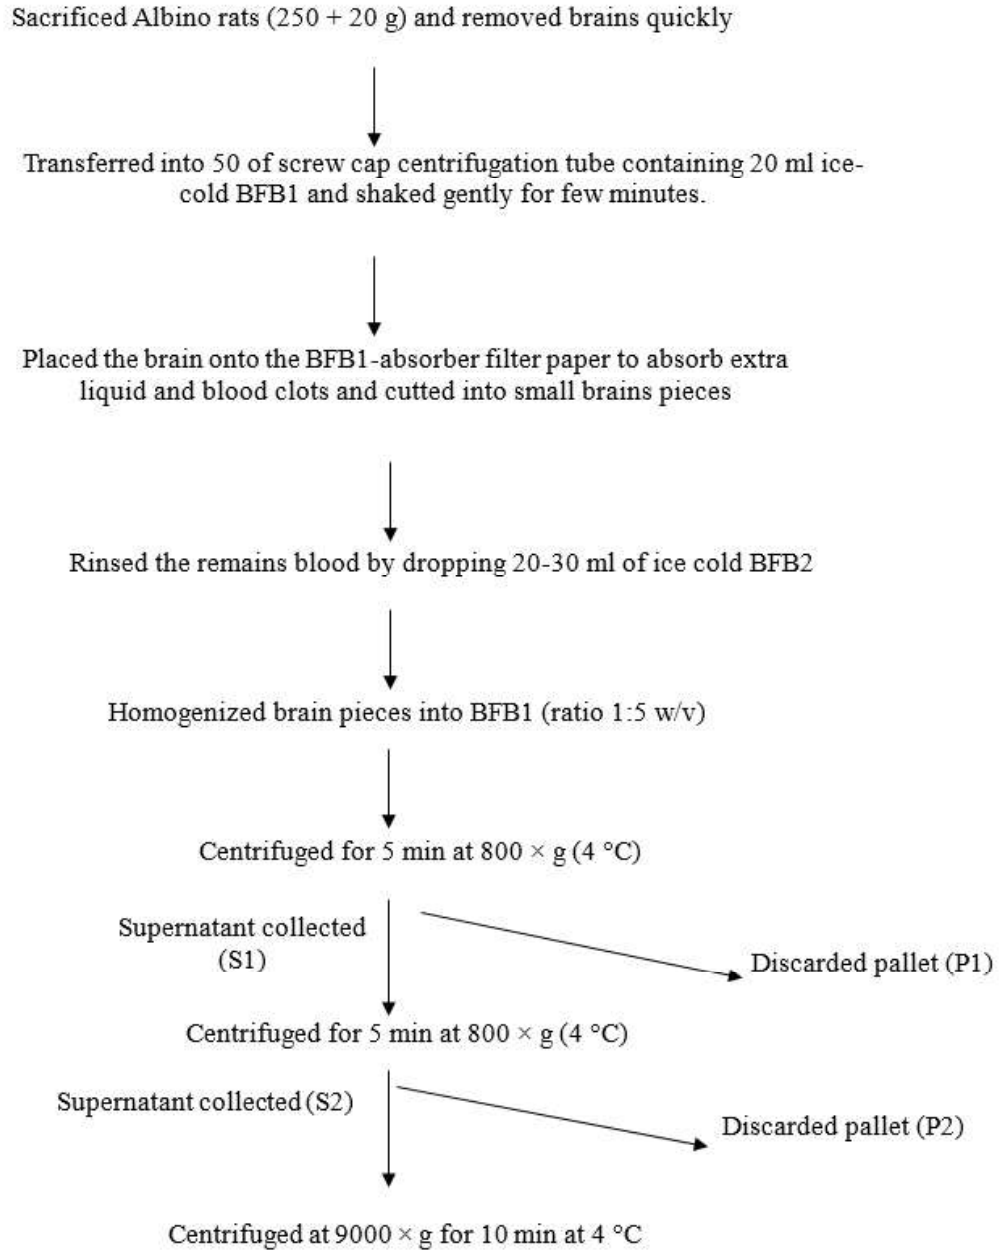 Sacrificed Albino rats (250 + 20 g) and removed brains quickly
Transferred into 50 of screw cap centrifugation tube containing 20 ml ice-
cold BFB1 and shaked gently for few minutes.
Placed the brain onto the BFB1-absorber filter paper to absorb extra
liquid and blood clots and cutted into small brains pieces
Rinsed the remains blood by dropping 20-30 ml of ice cold BFB2
Homogenized brain pieces into BFB1 (ratio 1:5 w/v)
Centrifuged for 5 min at 800 × g (4 °C)
Supernatant collected
(S1)
Discarded pallet (P1)
Centrifuged for 5 min at 800 × g (4 °C)
Supernatant collected (S2)
Discarded pallet (P2)
Centrifuged at 9000 × g for 10 min at 4 °C